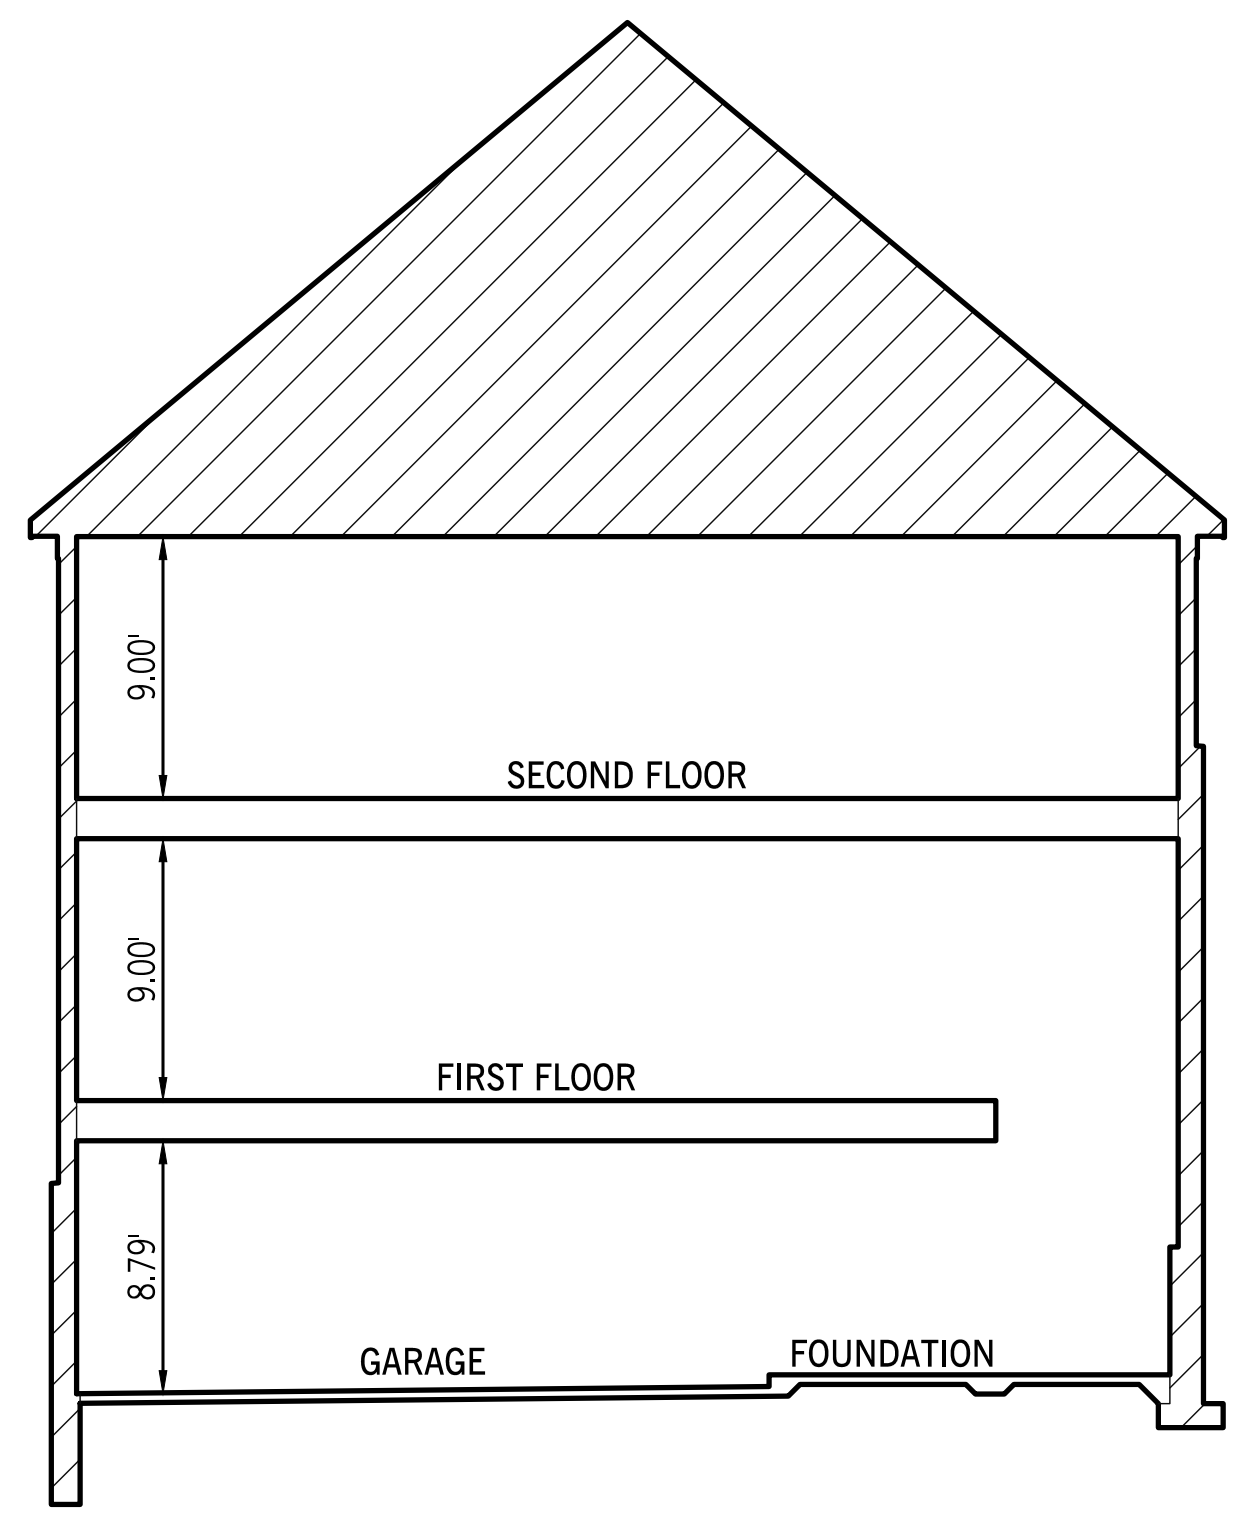 9.00'
SECOND FLOOR
9.00'
FIRST FLOOR
8.79'
GARAGE
FOUNDATION